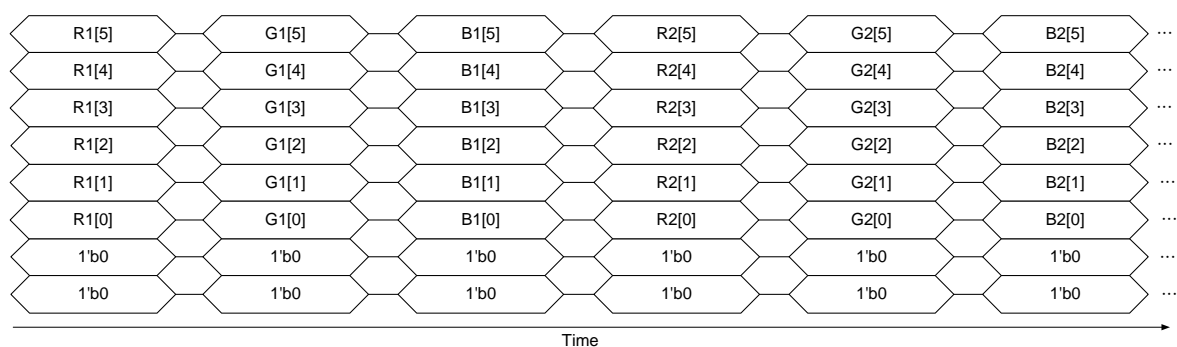 R1[5] G1[5] B1[5] R2[5] G2[5] B2[5] ...
R1[4] G1[4] B1[4] R2[4] G2[4] B2[4] ...
R1[3] G1[3] B1[3] R2[3] G2[3] B2[3] ...
R1[2] G1[2] B1[2] R2[2] G2[2] B2[2] ...
R1[1] G1[1] B1[1] R2[1] G2[1] B2[1] ...
R1[0] G1[0] B1[0] R2[0] G2[0] B2[0] ...
1'b0 1'b0 1'b0 1'b0 1'b0 1'b0 ...
1'b0 1'b0 1'b0 1'b0 1'b0 1'b0 ...
Time